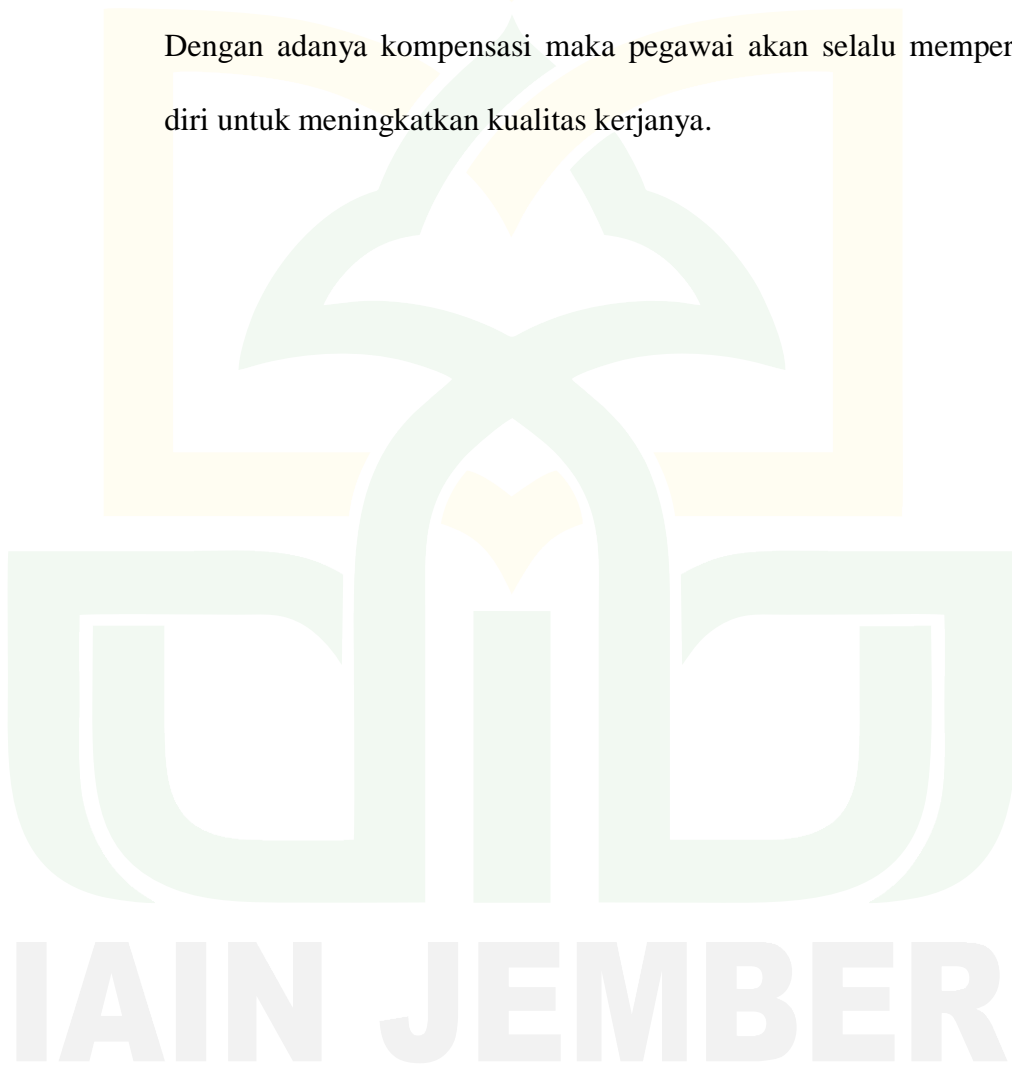 Dengan adanya kompensasi maka pegawai akan selalu memper
diri untuk meningkatkan kualitas kerjanya.
IAIN JEMBER